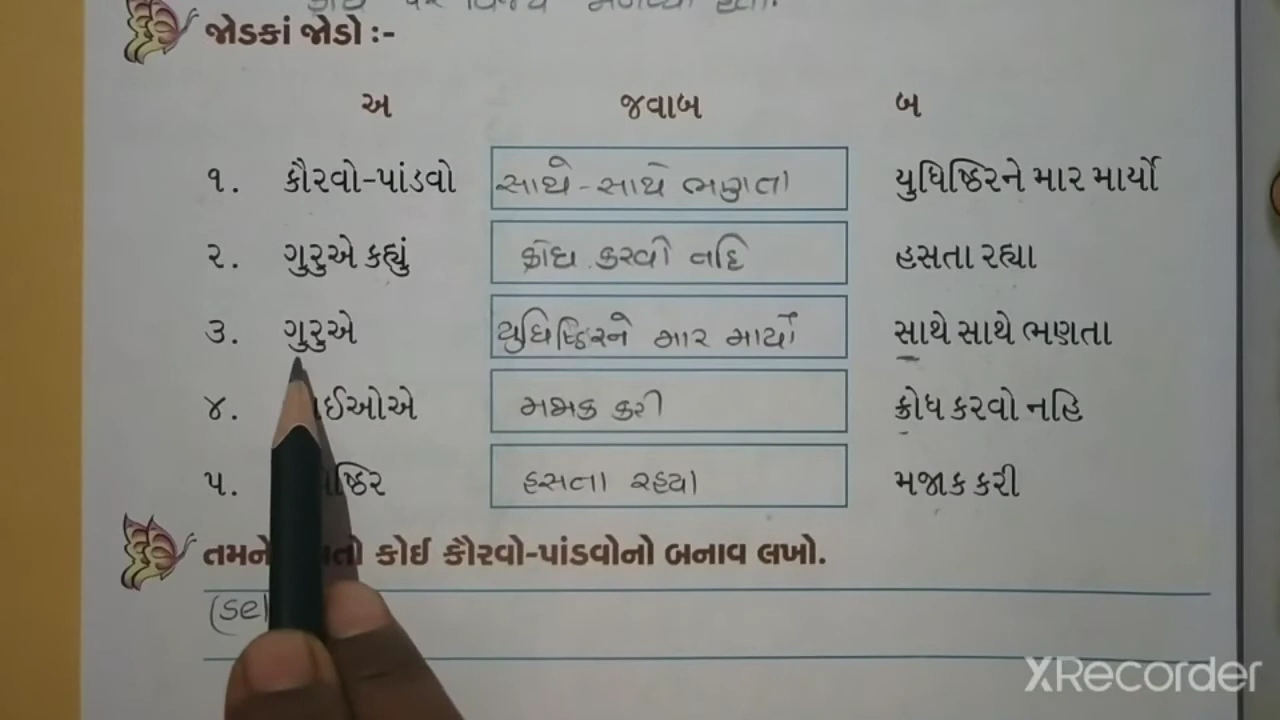 જોડકાં જોડો :-
અ જવાબ બ
૧. કૌરવો-પાંડવો સાથે-સાથે ભણતા યુધિષ્ઠિરને માર માર્યો
૨. ગુરુએ કહ્યું ક્રોધ કરવો નહિ હસતા રહ્યા
૩. ગુરુએ યુધિષ્ઠિરને માર માર્યો સાથે સાથે ભણતા
૪. મજાક કરી ક્રોધ કરવો નહિ
૫. હસતા રહ્યા મજાક કરી
તમને કોઈ કૌરવો-પાંડવોનો બનાવ લખો.
XRecorder